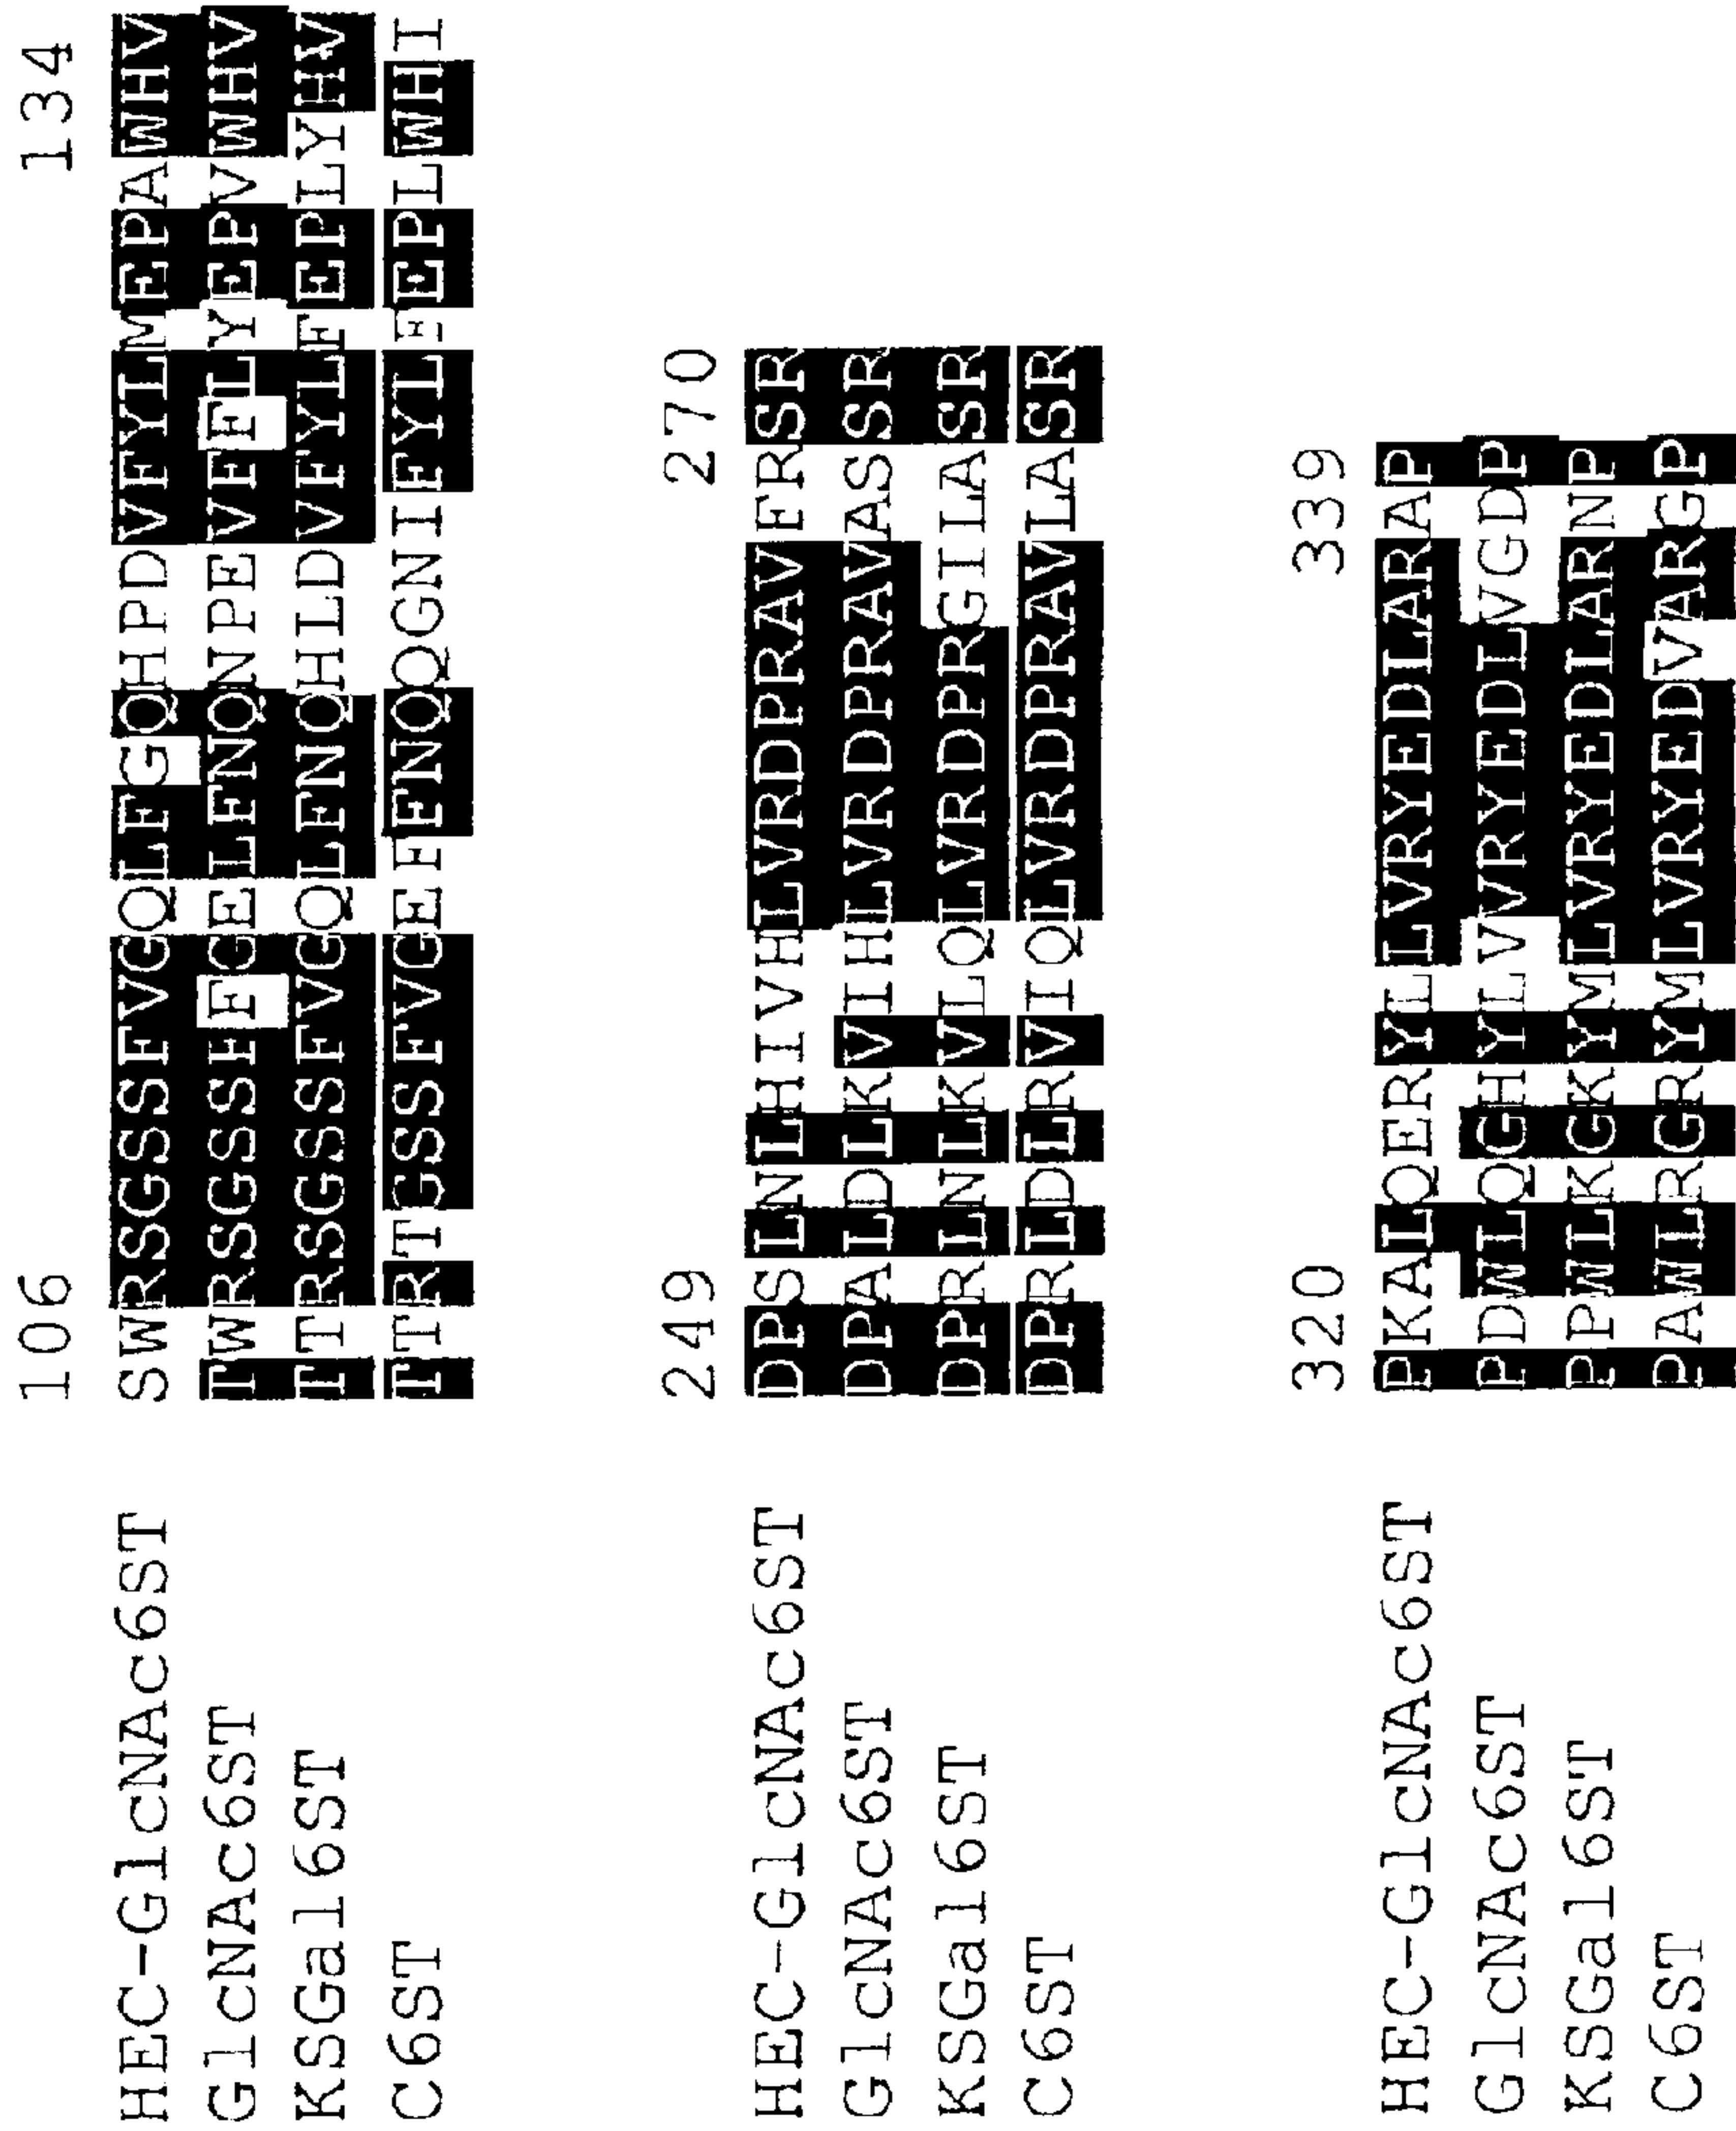 106 134
HEC-GlcNAc6ST SWRSGSSFVGQLFGQHPDVFYLMEPAWHV
GlcNAc6ST TWRSGSSFFGELFNQNPEVFFLYEPVWHV
KSGal6ST TTRSGSSFVGQLFNQHLDVFYLFEPLYHV
C6ST TTRTGSSFVGEFFNQQGNIFYLFEPLWHI
249 270
HEC-GlcNAc6ST DPSLNLHIVHLVRDPRAVFRSR
GlcNAc6ST DPALDLKVIHLVRDPRAVASSR
KSGal6ST DPRLNLKVLQLVRDPRGILASR
C6ST DPRLDLRVIQLVRDPRAVLASR
320 339
HEC-GlcNAc6ST PKALQERYLLVRYEDLARAP
GlcNAc6ST PDWLQGHYLVVRYEDLVGDP
KSGal6ST PPWLKGKYMLVRYEDLARNP
C6ST PAWLRGRYMLVRYEDVARGP